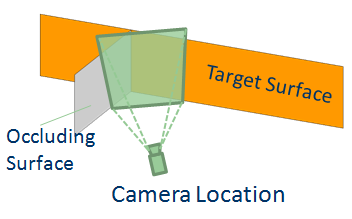 Target Surface
Occluding
Surface
Camera Location